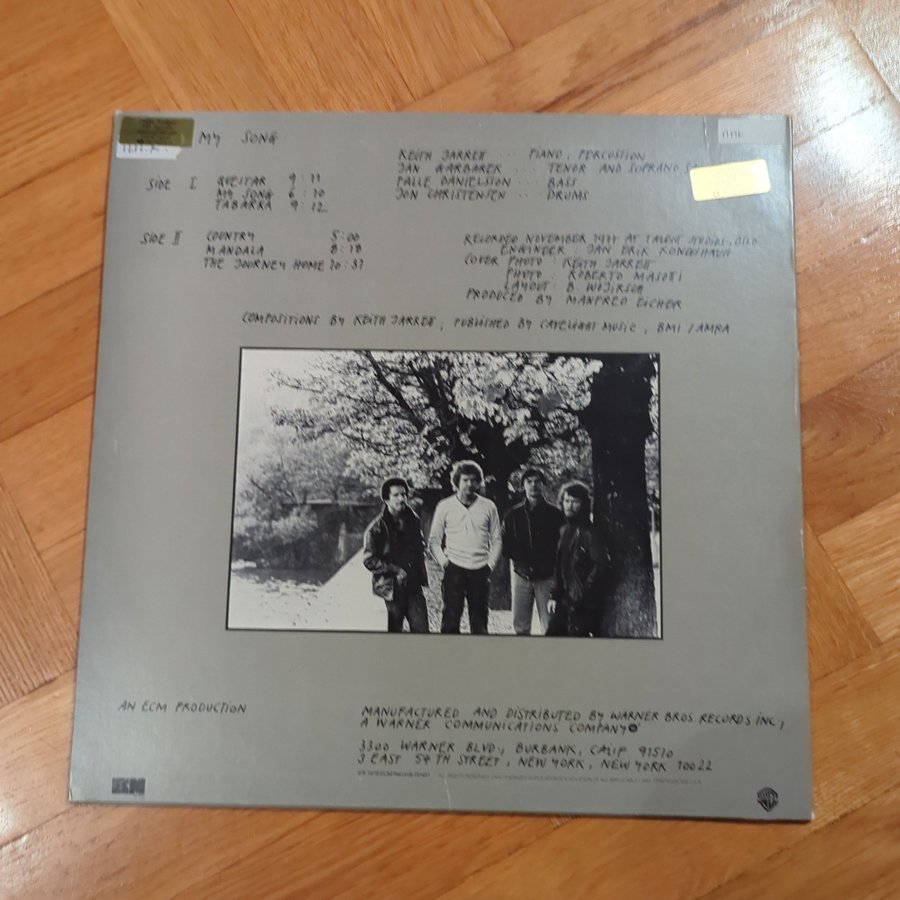 MY SONG
KEITH JARRETT ... PIANO, PERCUSSION
JAN GARBAREK ... TENOR AND SOPRANO
PALLE DANIELSSON ... BASS
JON CHRISTENSEN ... DRUMS
SIDE I QUESTAR 9:11
MY SONG 6:10
TABARKA 9:12
SIDE II COUNTRY 5:00
MANDALA 8:18
THE JOURNEY HOME 10:31
RECORDED NOVEMBER 1977 AT TALENT STUDIOS, OSLO
ENGINEER: JAN ERIK KONGSHAUG
COVER PHOTO: KEITH JARRETT
PHOTO: ROBERTO MASOTTI
LAYOUT: B. WOJIRSCH
PRODUCED BY MANFRED EICHER
COMPOSITIONS BY KEITH JARRETT, PUBLISHED BY CAVELIGHT MUSIC, BMI / AMRA
AN ECM PRODUCTION
MANUFACTURED AND DISTRIBUTED BY WARNER BROS. RECORDS INC,
A WARNER COMMUNICATIONS COMPANY
3300 WARNER BLVD., BURBANK, CALIF 91510
3 EAST 54TH STREET, NEW YORK, NEW YORK 10022
ECM